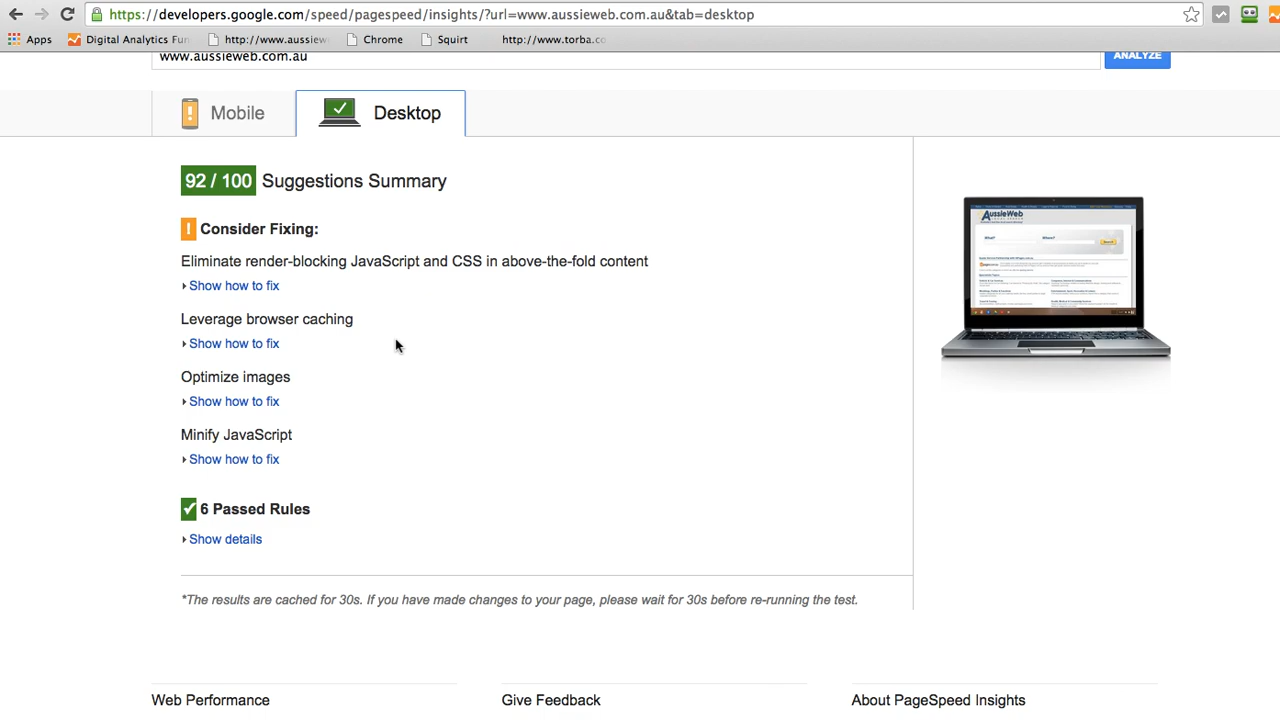 https://developers.google.com/speed/pagespeed/insights/?url=www.aussieweb.com.au&tab=desktop
Apps Digital Analytics Fun http://www.aussiew Chrome Squirt http://www.torba.co
www.aussieweb.com.au ANALYZE
Mobile Desktop
92 / 100 Suggestions Summary
! Consider Fixing:
Eliminate render-blocking JavaScript and CSS in above-the-fold content
Show how to fix
Leverage browser caching
Show how to fix
Optimize images
Show how to fix
Minify JavaScript
Show how to fix
6 Passed Rules
Show details
*The results are cached for 30s. If you have made changes to your page, please wait for 30s before re-running the test.
AussieWeb
What?
Where?
Web Performance Give Feedback About PageSpeed Insights